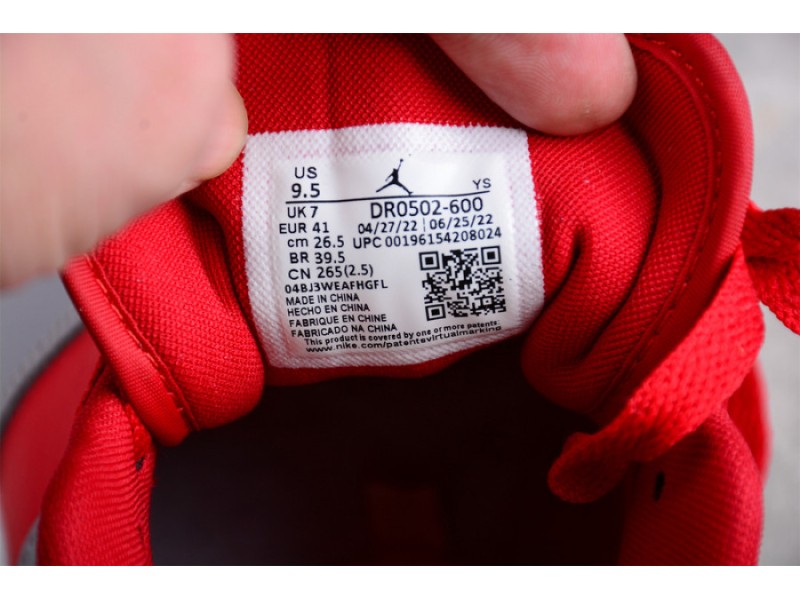 US
9.5
YS
UK 7
DR0502-600
EUR 41
04/27/22 | 06/25/22
cm 26.5
UPC 00196154208024
BR 39.5
CN 265(2.5)
04BJ3WEAFHGFL
MADE IN CHINA
HECHO EN CHINA
FABRIQUE EN CHINE
FABRICADO NA CHINA
This product is covered by one or more patents:
www.nike.com/patentsvirtualmarking